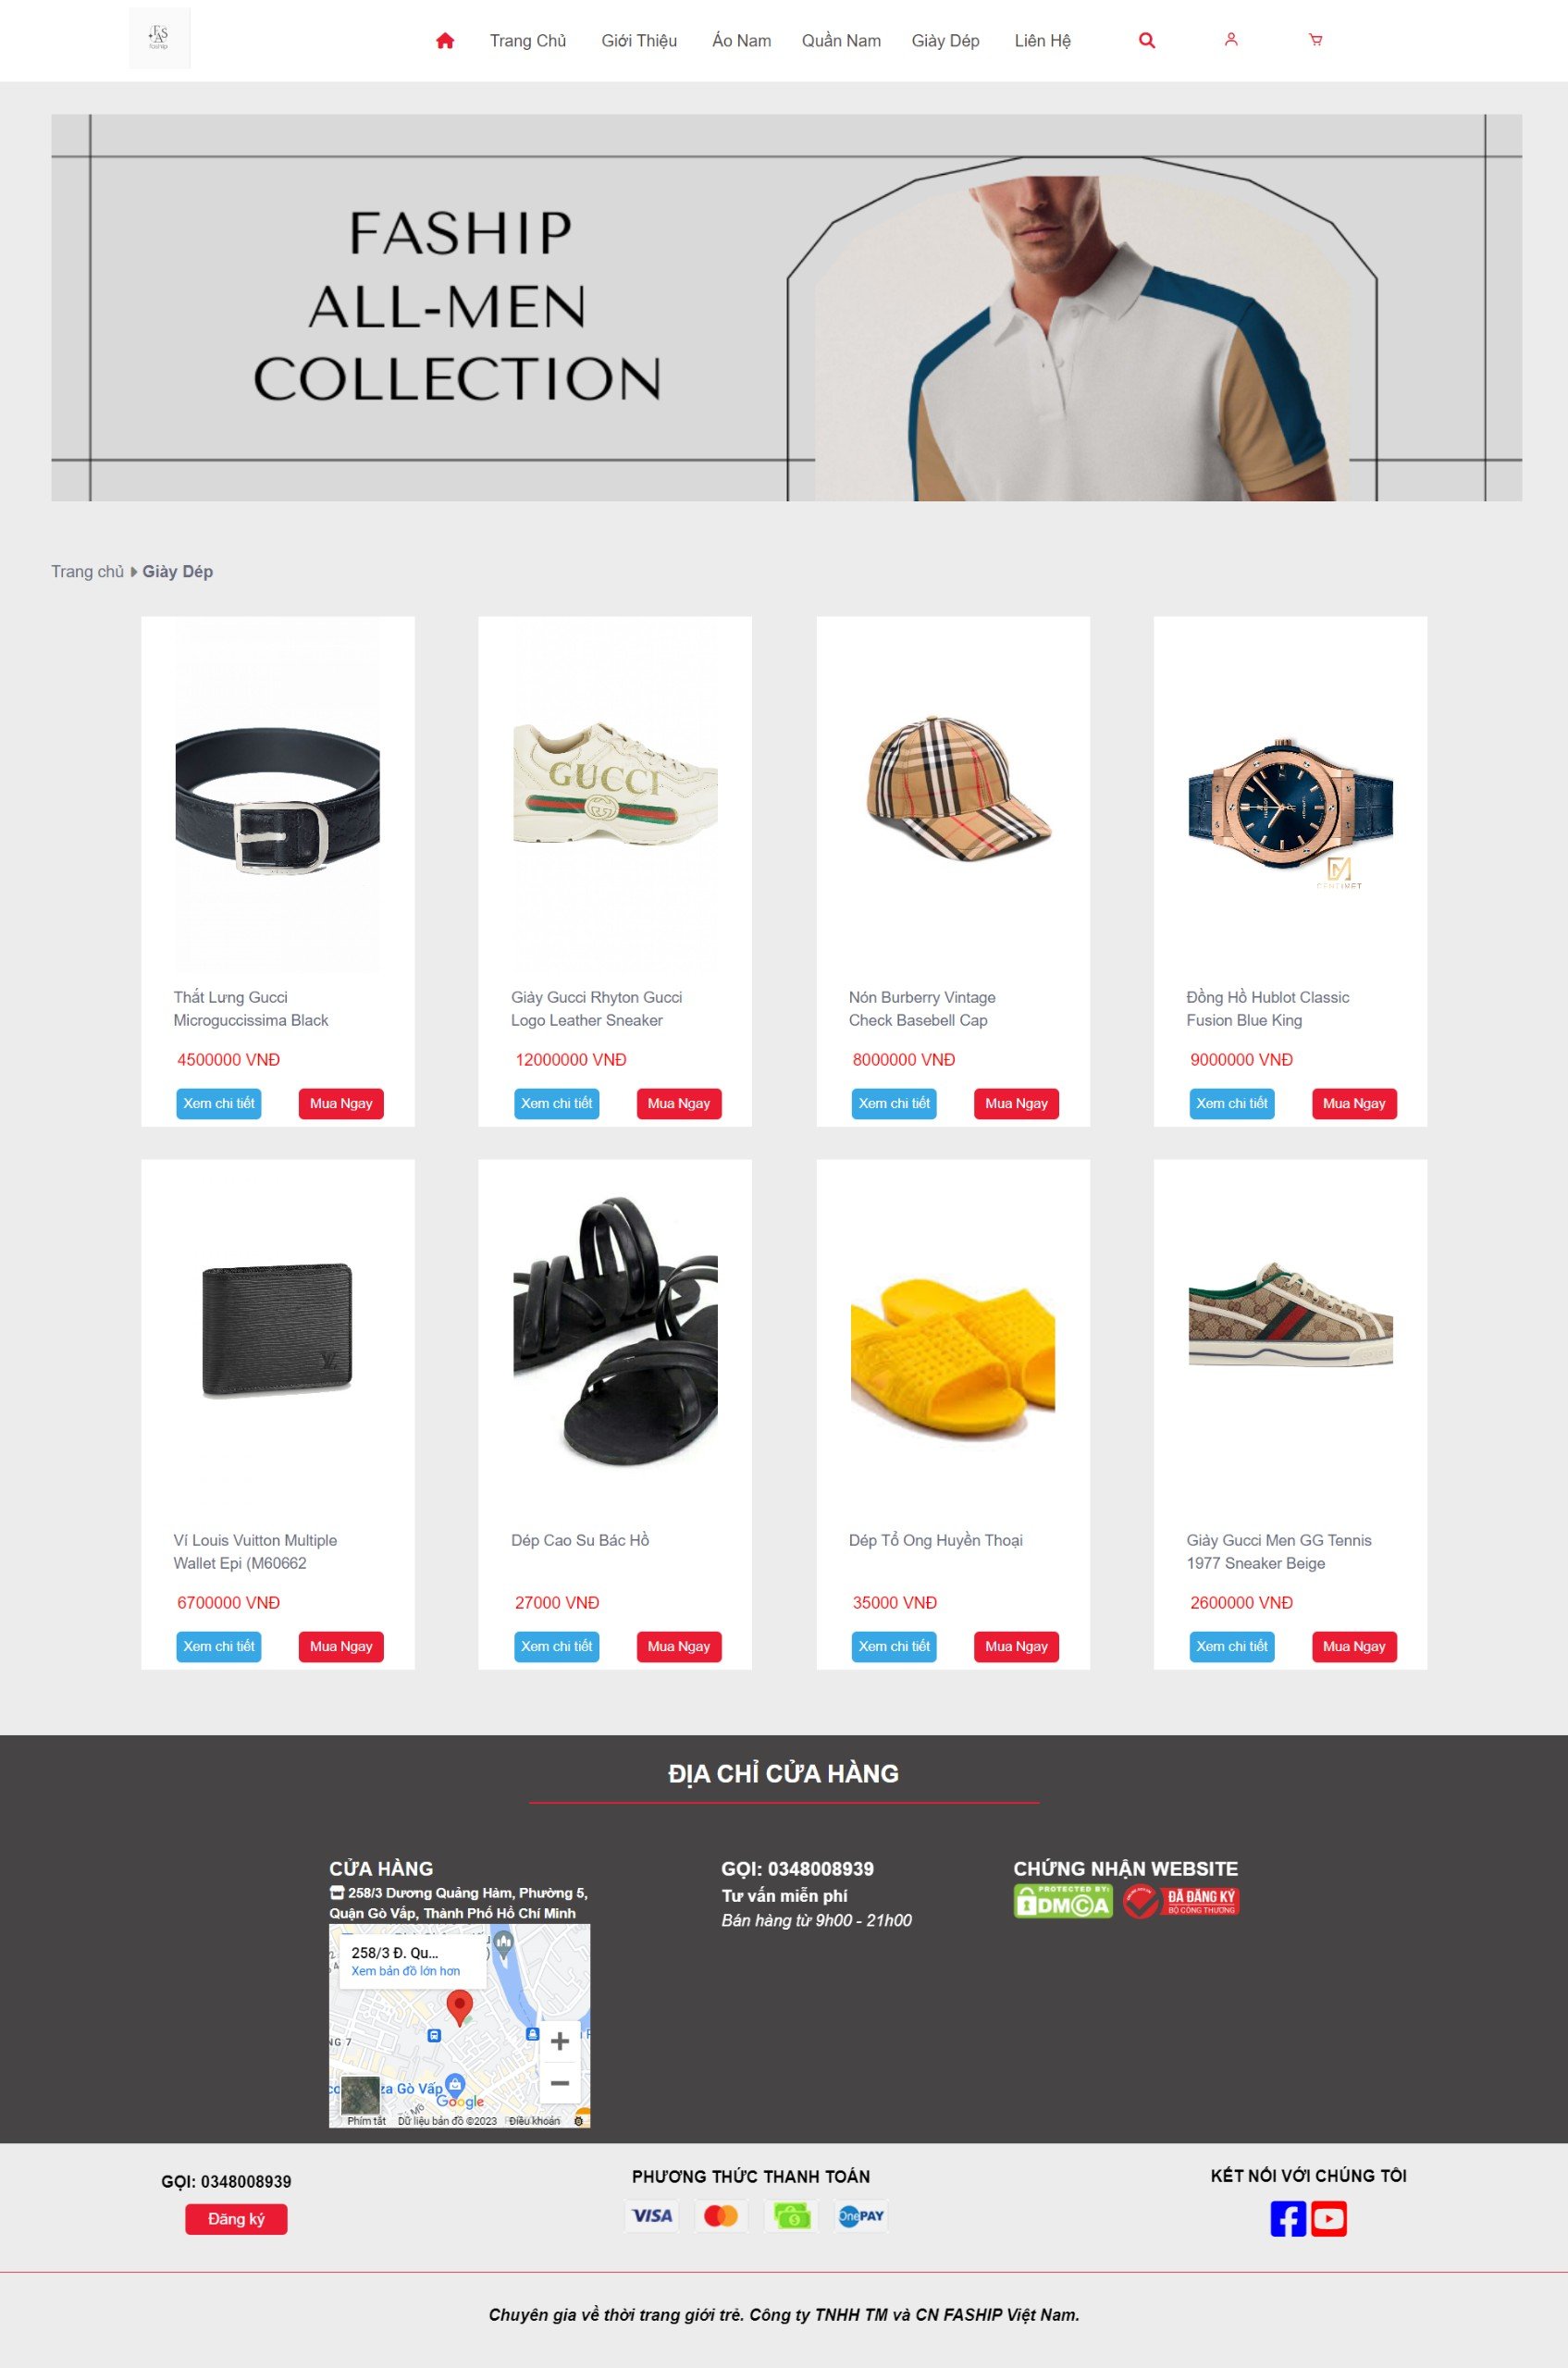 FAS
faship
Trang Chủ Giới Thiệu Áo Nam Quần Nam Giày Dép Liên Hệ
FASHIP
ALL-MEN
COLLECTION
Trang chủ Giày Dép
GUCCI
HUBLOT
CENTIMET
Thắt Lưng Gucci
Microguccissima Black
4500000 VNĐ
Xem chi tiết Mua Ngay
Giày Gucci Rhyton Gucci
Logo Leather Sneaker
12000000 VNĐ
Xem chi tiết Mua Ngay
Nón Burberry Vintage
Check Basebell Cap
8000000 VNĐ
Xem chi tiết Mua Ngay
Đồng Hồ Hublot Classic
Fusion Blue King
9000000 VNĐ
Xem chi tiết Mua Ngay
LV
Ví Louis Vuitton Multiple
Wallet Epi (M60662
6700000 VNĐ
Xem chi tiết Mua Ngay
Dép Cao Su Bác Hồ
27000 VNĐ
Xem chi tiết Mua Ngay
Dép Tổ Ong Huyền Thoại
35000 VNĐ
Xem chi tiết Mua Ngay
Giày Gucci Men GG Tennis
1977 Sneaker Beige
2600000 VNĐ
Xem chi tiết Mua Ngay
ĐỊA CHỈ CỬA HÀNG
CỬA HÀNG
258/3 Dương Quảng Hàm, Phường 5,
Quận Gò Vấp, Thành Phố Hồ Chí Minh
258/3 Đ. Qu...
Xem bản đồ lớn hơn
NG 7
za Gò Vấp
Google
Phím tắt Dữ liệu bản đồ ©2023 Điều khoản
GỌI: 0348008939
Tư vấn miễn phí
Bán hàng từ 9h00 - 21h00
CHỨNG NHẬN WEBSITE
PROTECTED BY:
DMCA
ĐÃ ĐĂNG KÝ
BỘ CÔNG THƯƠNG
GỌI: 0348008939
Đăng ký
PHƯƠNG THỨC THANH TOÁN
VISA
OnePAY
KẾT NỐI VỚI CHÚNG TÔI
Chuyên gia về thời trang giới trẻ. Công ty TNHH TM và CN FASHIP Việt Nam.